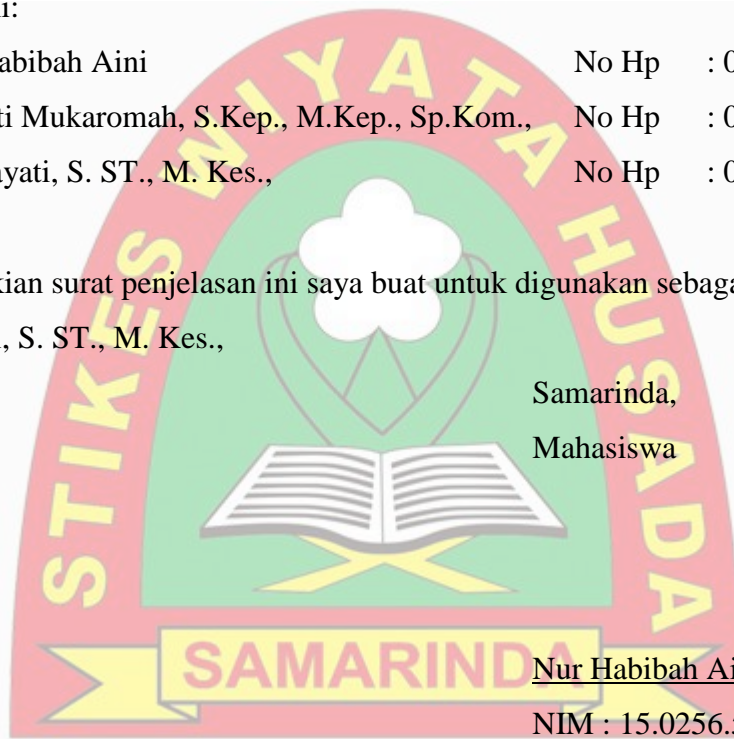 ni:
abibah Aini No Hp : 0
ti Mukaromah, S.Kep., M.Kep., Sp.Kom., No Hp : 0
ayati, S. ST., M. Kes., No Hp : 0
kian surat penjelasan ini saya buat untuk digunakan sebaga
i, S. ST., M. Kes.,
Samarinda,
Mahasiswa
Nur Habibah Ai
NIM : 15.0256.
STIKES WIYATA HUSADA
SAMARINDA